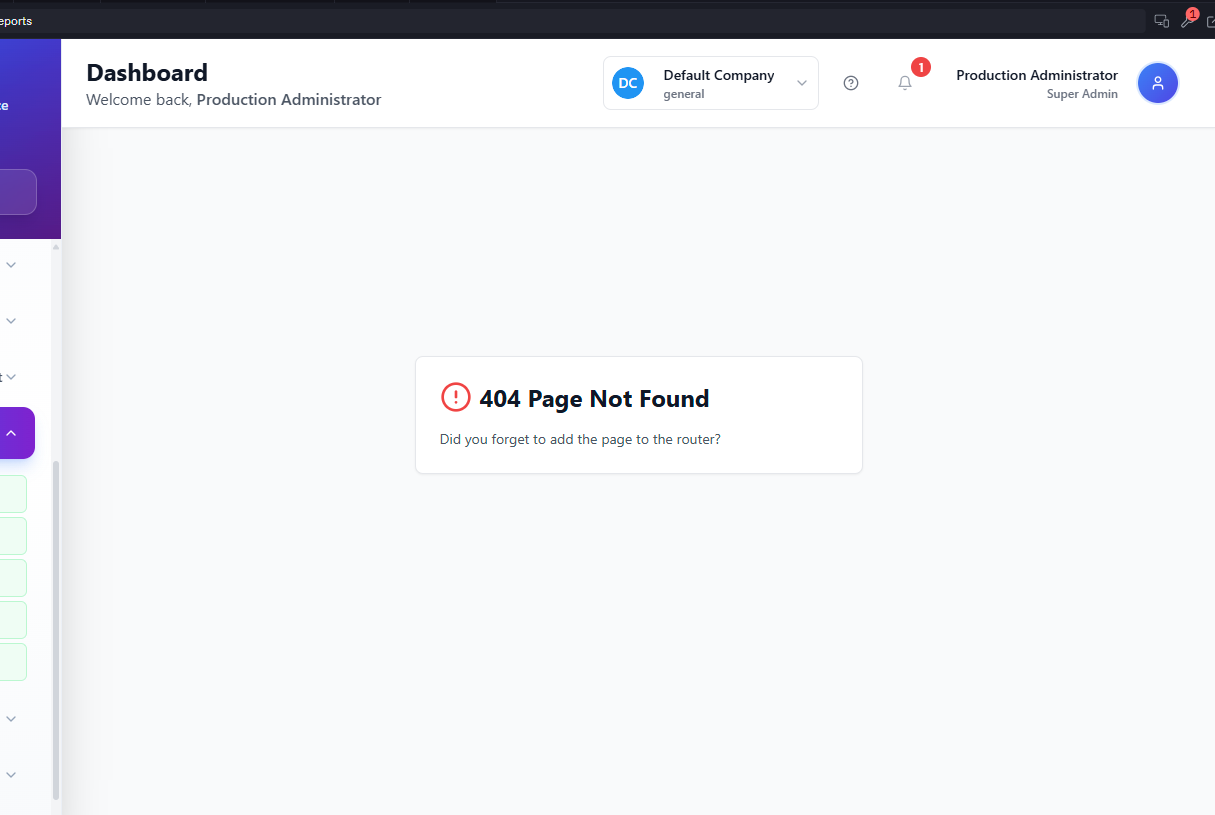 eports
Dashboard
Welcome back, Production Administrator
DC
Default Company
general
1
1
Production Administrator
Super Admin
404 Page Not Found
Did you forget to add the page to the router?